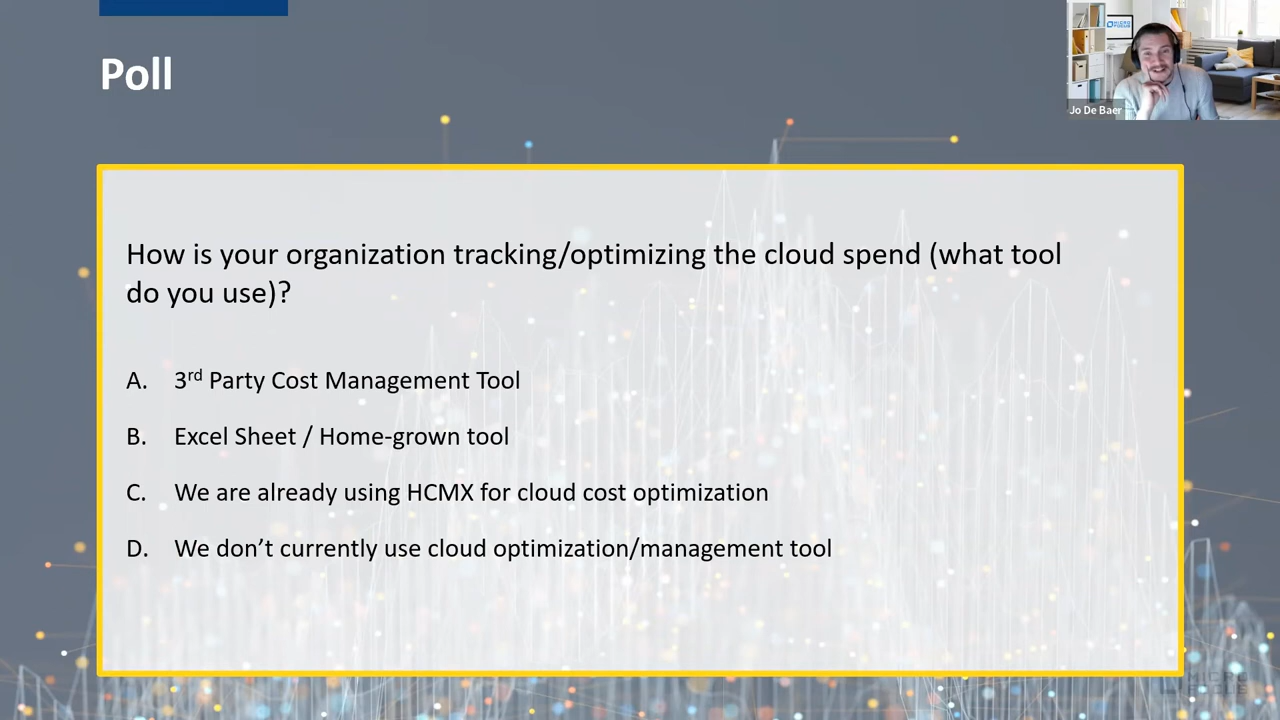 Poll
Jo De Baer
How is your organization tracking/optimizing the cloud spend (what tool
do you use)?
A. 3rd Party Cost Management Tool
B. Excel Sheet / Home-grown tool
C. We are already using HCMX for cloud cost optimization
D. We don’t currently use cloud optimization/management tool
MICRO
FOCUS